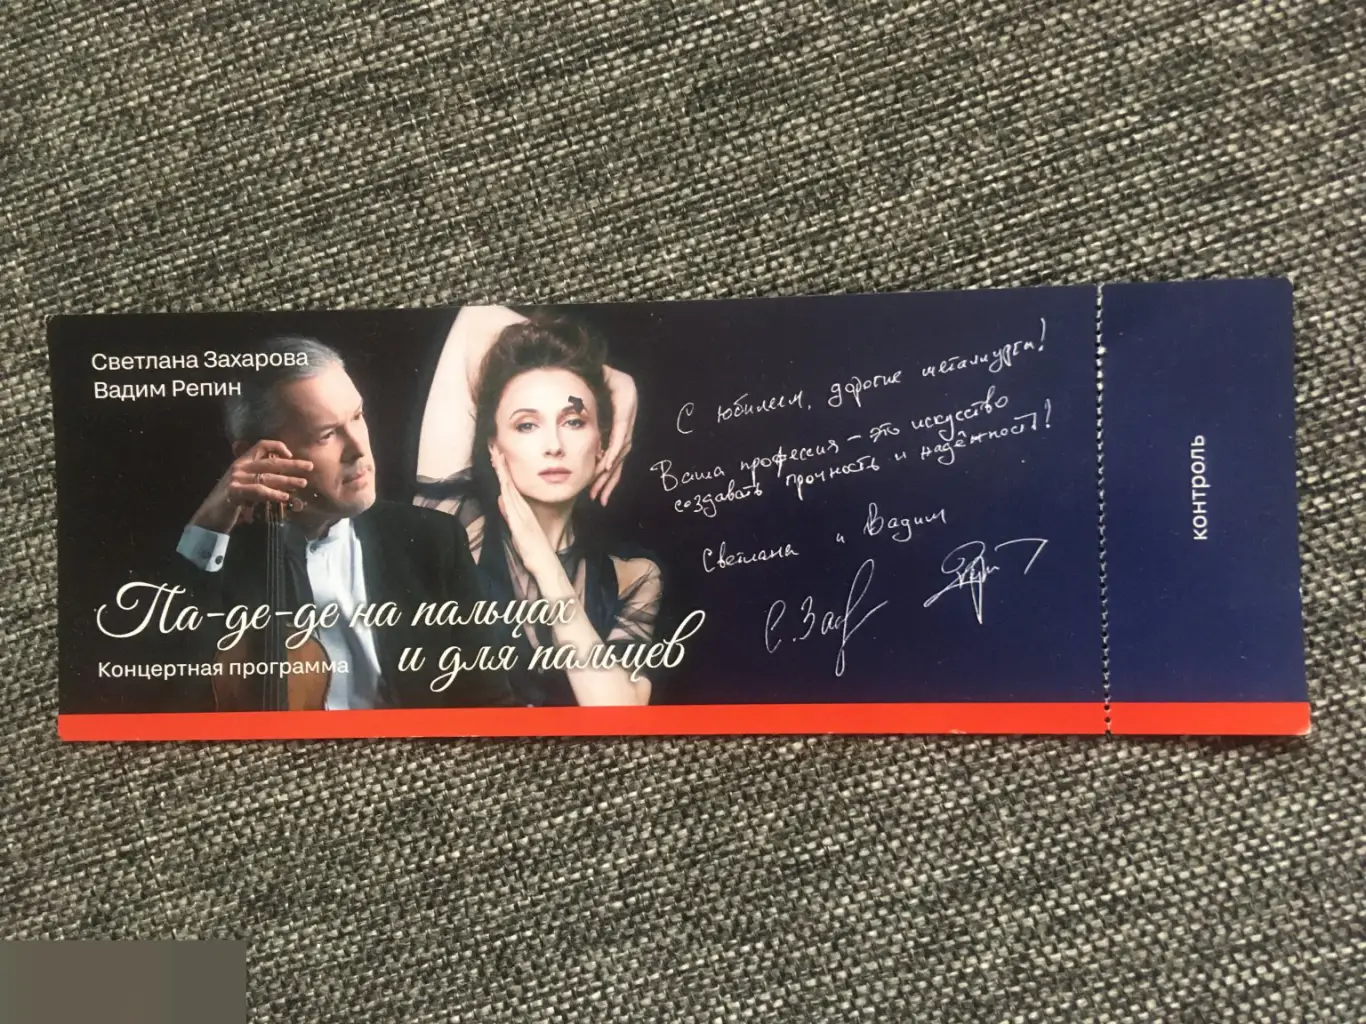 Светлана Захарова
Вадим Репин
Па-де-де на пальцах
и для пальцев
Концертная программа
С юбилеем, дорогие металлурги!
Ваша профессия – это искусство
создавать прочность и надёжность!
Светлана и Вадим
С. Зах
контроль